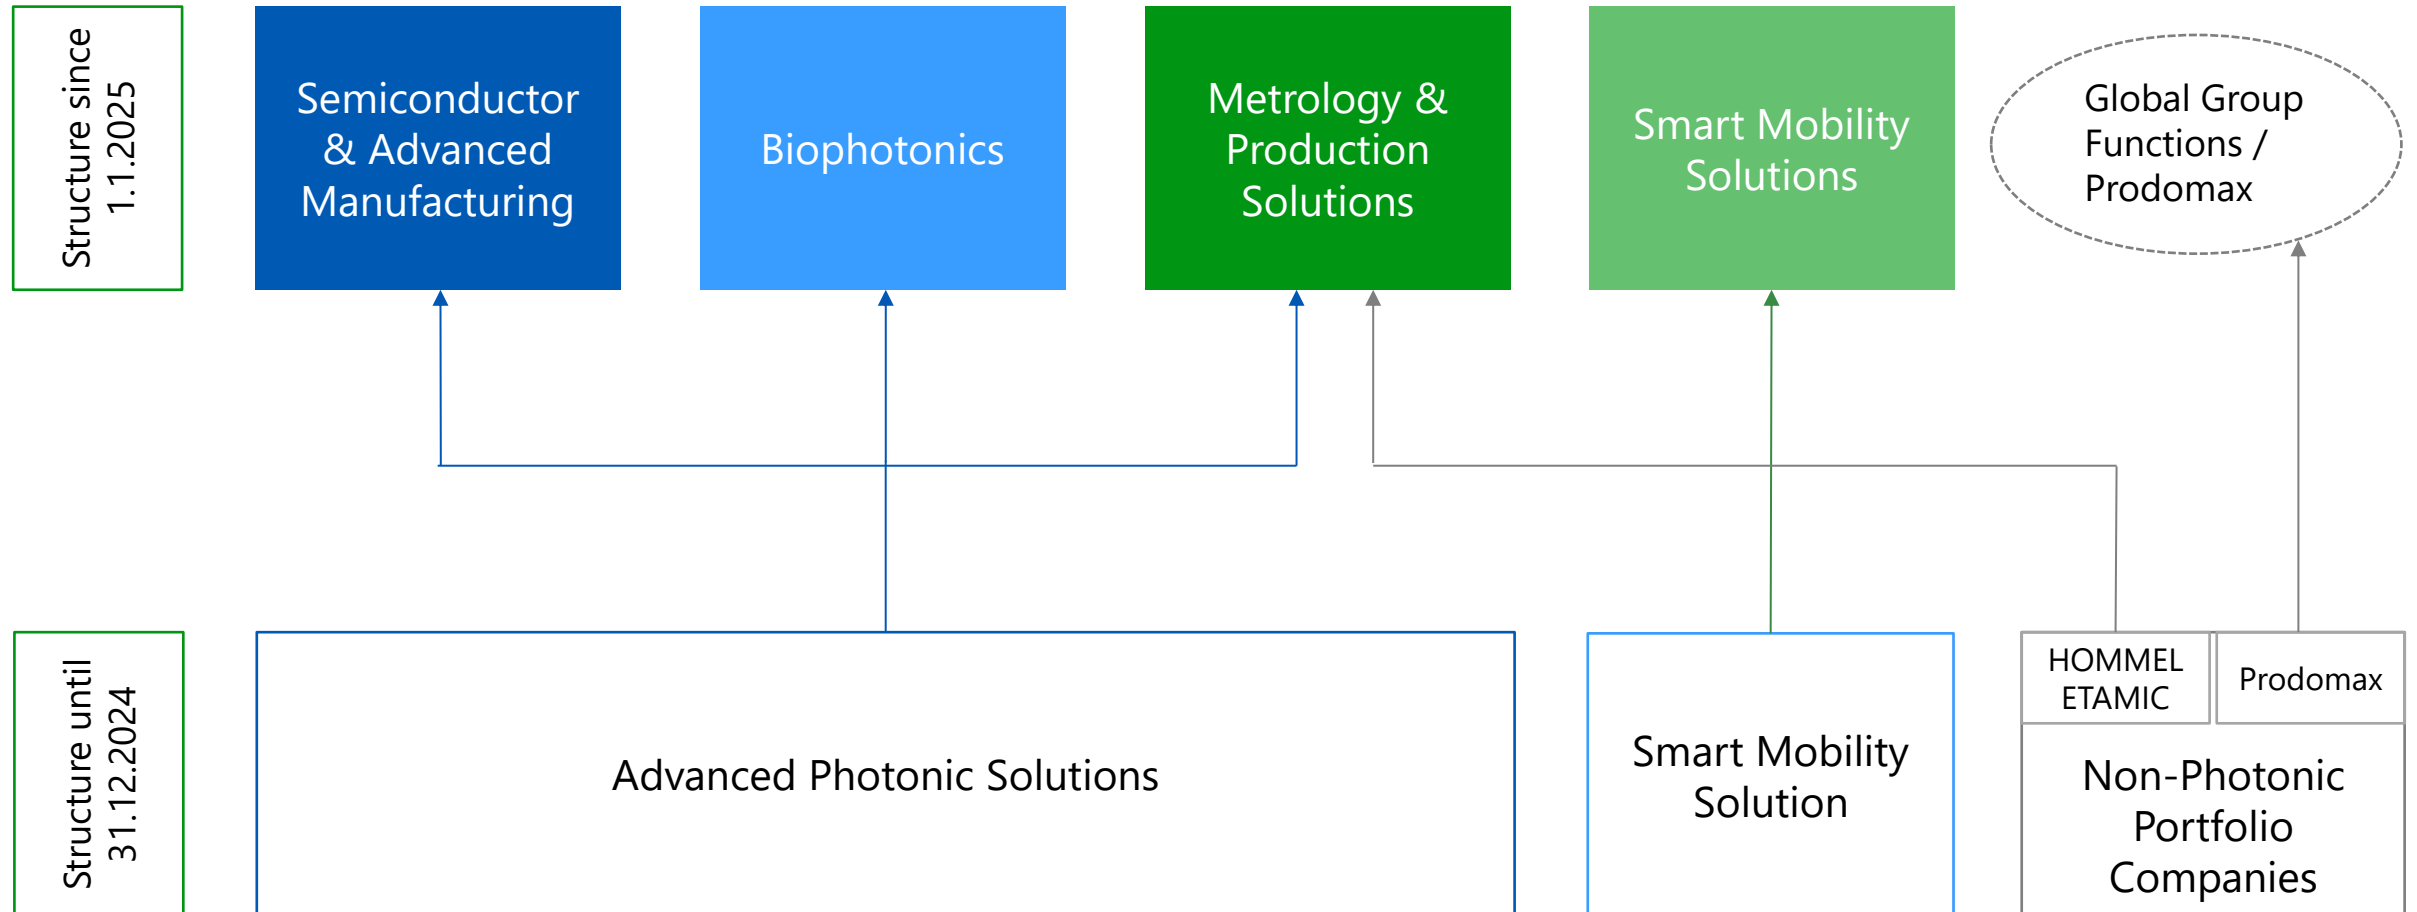 Structure since
1.1.2025
Semiconductor
& Advanced
Manufacturing
Biophotonics
Metrology &
Production
Solutions
Smart Mobility
Solutions
Global Group
Functions /
Prodomax
Structure until
31.12.2024
Advanced Photonic Solutions
Smart Mobility
Solution
HOMMEL
ETAMIC
Prodomax
Non-Photonic
Portfolio
Companies